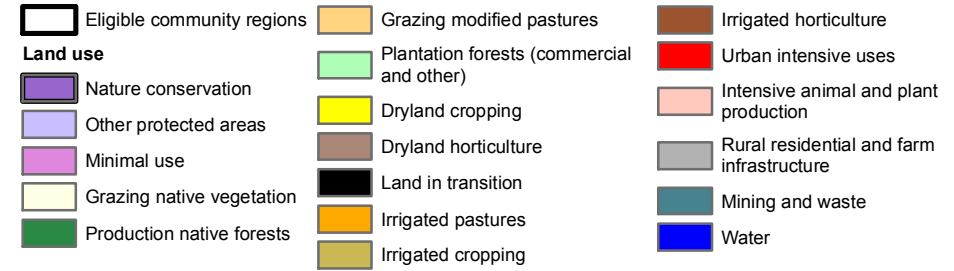 Eligible community regions
Land use
Nature conservation
Other protected areas
Minimal use
Grazing native vegetation
Production native forests
Grazing modified pastures
Plantation forests (commercial
and other)
Dryland cropping
Dryland horticulture
Land in transition
Irrigated pastures
Irrigated cropping
Irrigated horticulture
Urban intensive uses
Intensive animal and plant
production
Rural residential and farm
infrastructure
Mining and waste
Water